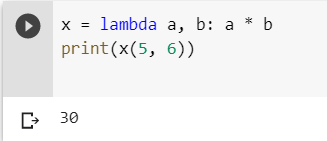 x = lambda a, b: a * b
print(x(5, 6))
30